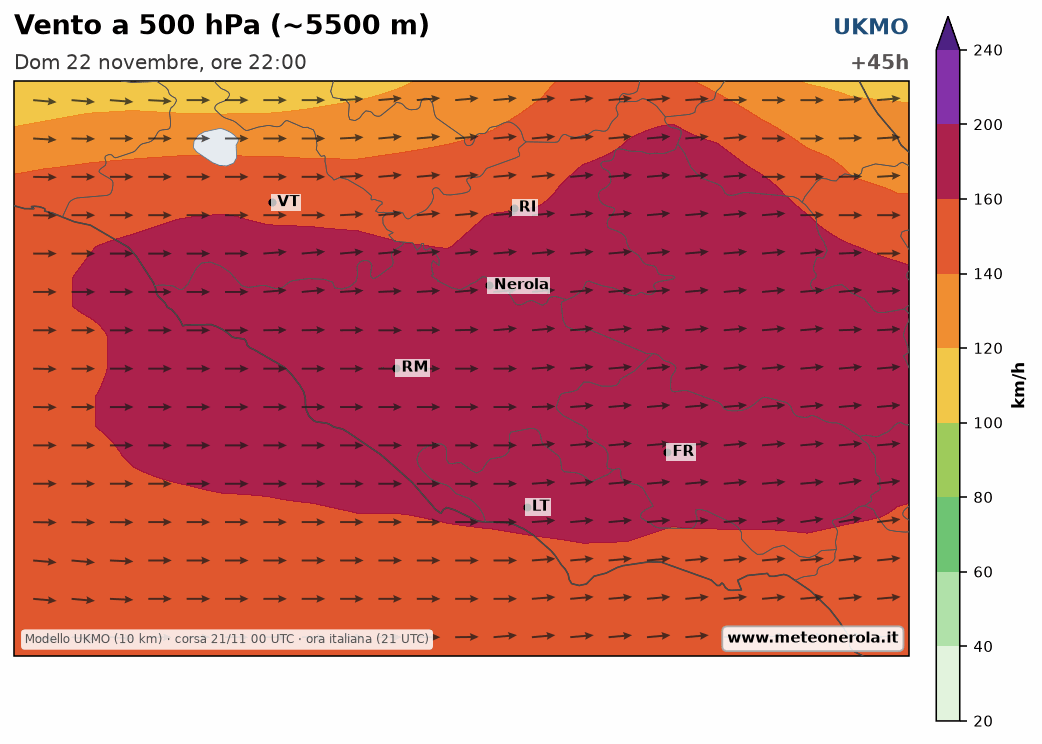 Vento a 500 hPa (~5500 m)
UKMO
Dom 22 novembre, ore 22:00
+45h
VT
RI
Nerola
RM
FR
LT
Modello UKMO (10 km) · corsa 21/11 00 UTC · ora italiana (21 UTC)
www.meteonerola.it
240
200
160
140
120
100
80
60
40
20
km/h